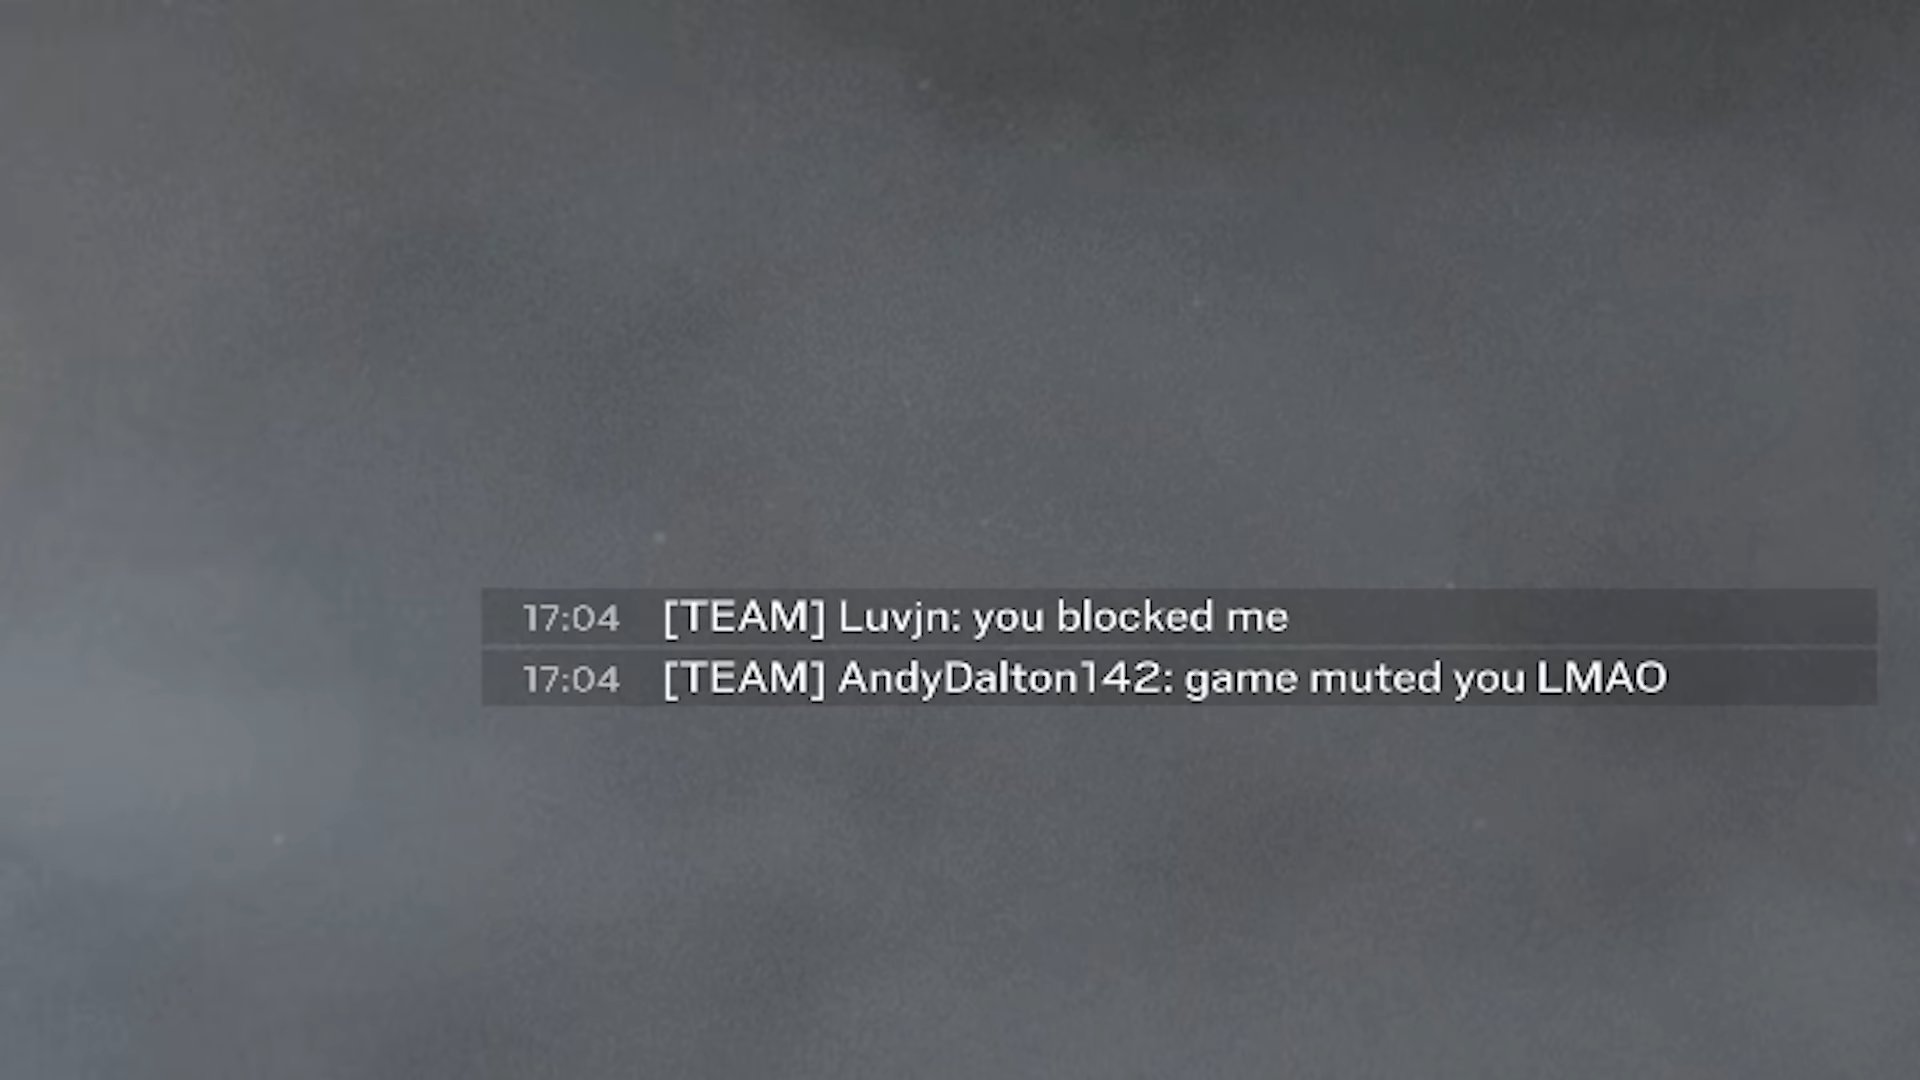 17:04 [TEAM] Luvjn: you blocked me
17:04 [TEAM] AndyDalton142: game muted you LMAO